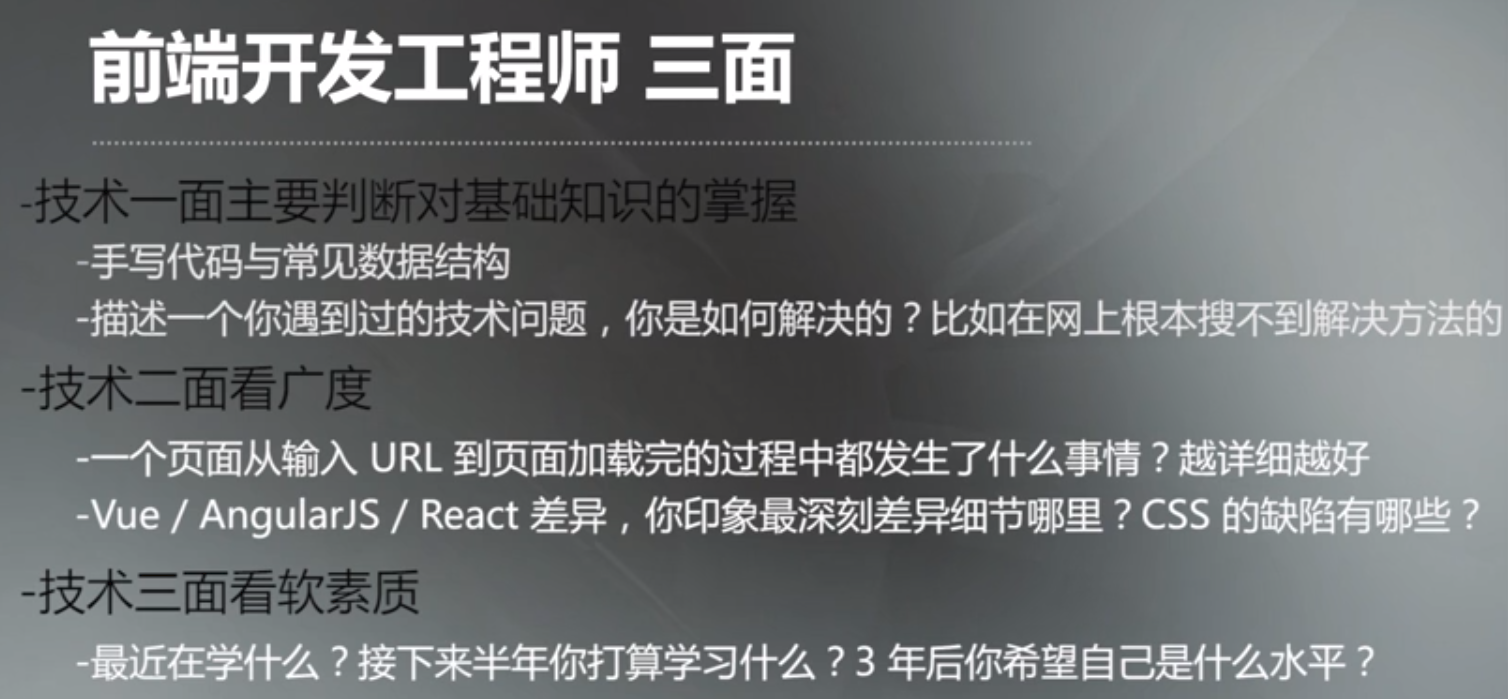 前端开发工程师 三面
-技术一面主要判断对基础知识的掌握
-手写代码与常见数据结构
-描述一个你遇到过的技术问题，你是如何解决的？比如在网上根本搜不到解决方法的
-技术二面看广度
-一个页面从输入 URL 到页面加载完的过程中都发生了什么事情？越详细越好
-Vue / AngularJS / React 差异，你印象最深刻差异细节哪里？CSS 的缺陷有哪些？
-技术三面看软素质
-最近在学什么？接下来半年你打算学习什么？3 年后你希望自己是什么水平？